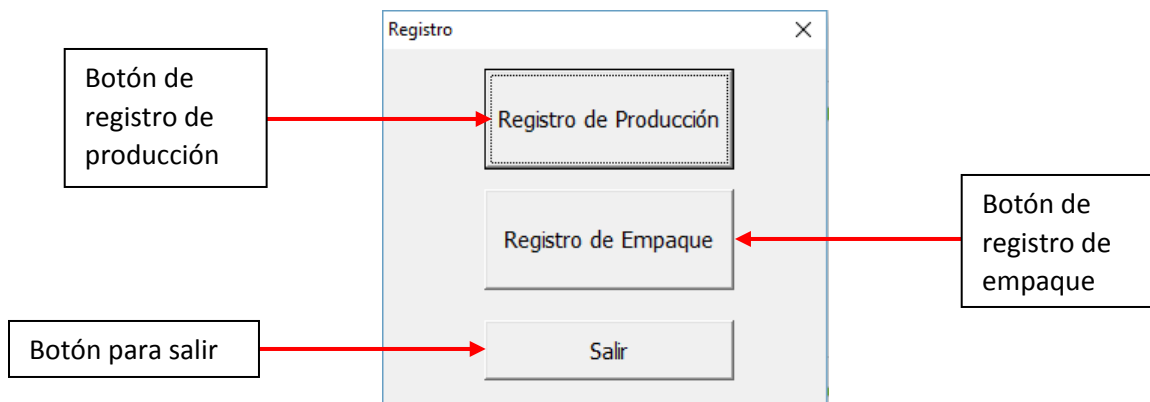 Registro
Botón de
registro de
producción
Registro de Producción
Registro de Empaque
Botón de
registro de
empaque
Botón para salir
Salir